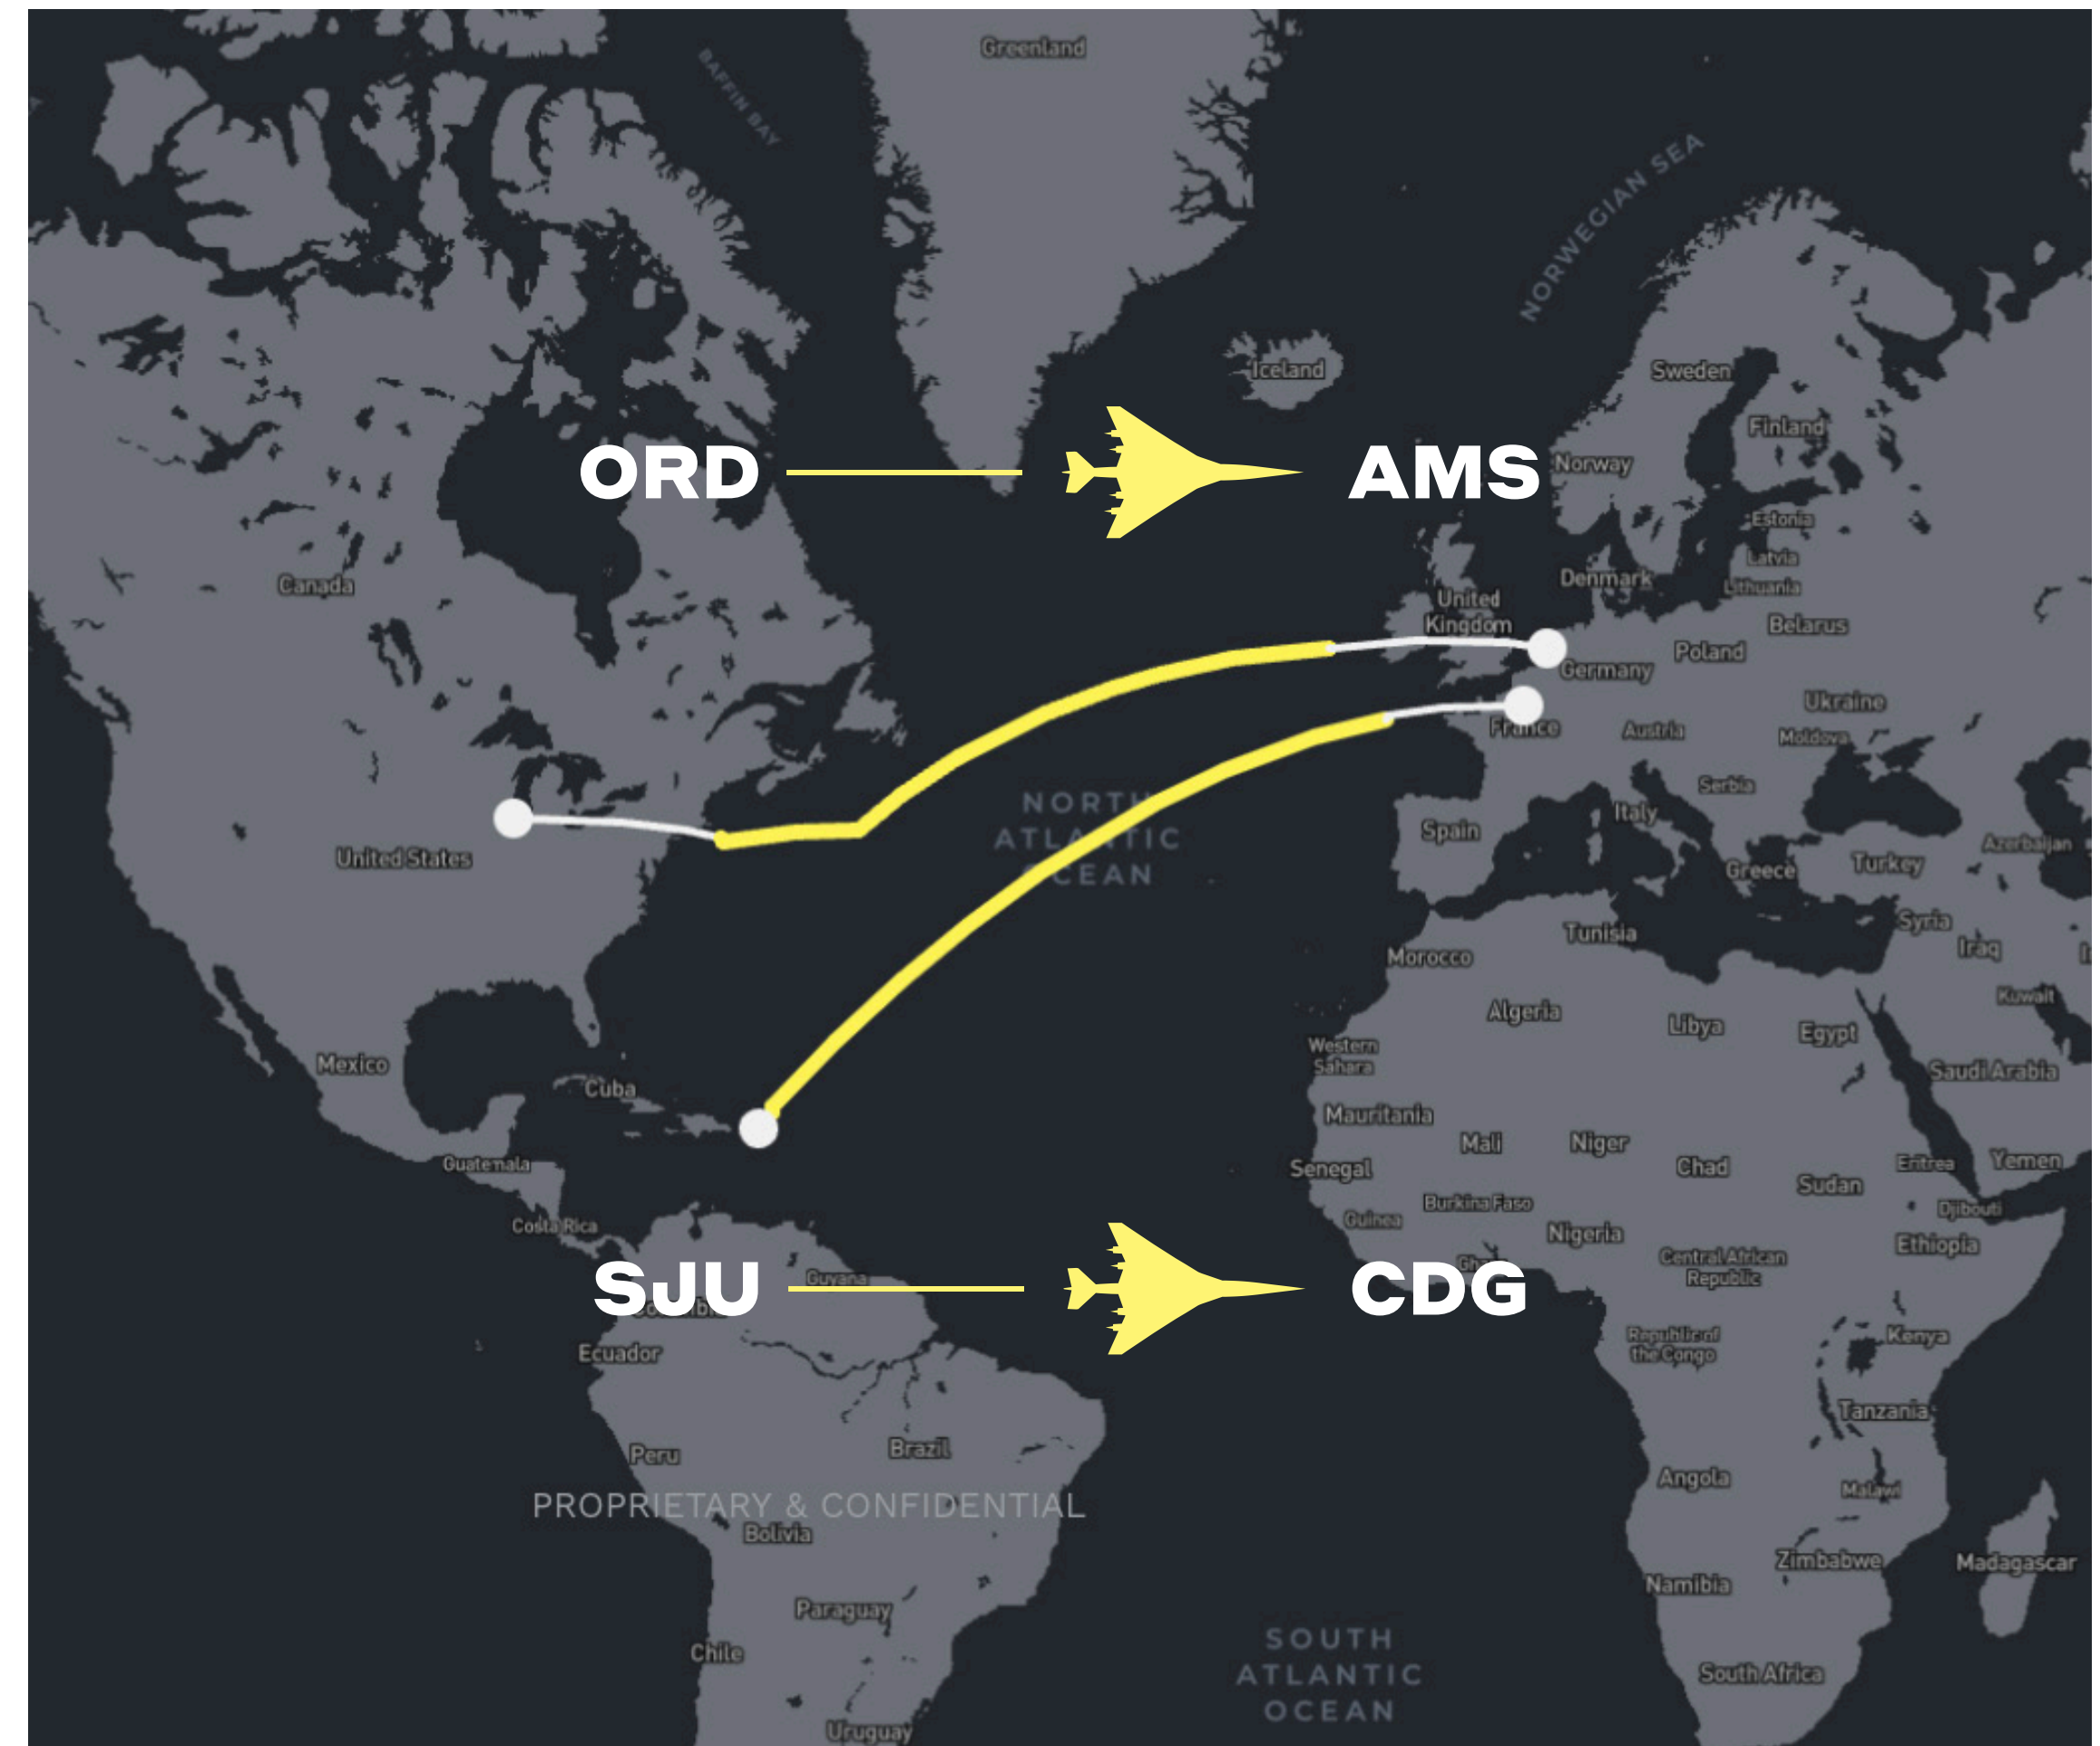 Greenland
BAFFIN BAY
NORWEGIAN SEA
Iceland
Sweden
Finland
ORD
AMS
Norway
Estonia
Latvia
Canada
Denmark
Lithuania
United
Kingdom
Belarus
Poland
Germany
Ukraine
France
Austria
Moldova
Serbia
NORTH
ATLANTIC
OCEAN
Italy
Spain
Azerbaijan
United States
Greece
Turkey
Syria
Tunisia
Iraq
Morocco
Kuwait
Algeria
Libya
Egypt
Western
Sahara
Mexico
Saudi Arabia
Cuba
Mauritania
Mali
Niger
Guatemala
Senegal
Chad
Eritrea
Yemen
Sudan
Burkina Faso
Djibouti
Costa Rica
Guinea
Nigeria
Ethiopia
Central African
Republic
Guyana
SJU
CDG
Republic of
the Congo
Kenya
Ecuador
Tanzania
Peru
Brazil
Angola
Malawi
PROPRIETARY & CONFIDENTIAL
Bolivia
Zimbabwe
Madagascar
Namibia
Paraguay
SOUTH
ATLANTIC
OCEAN
Chile
South Africa
Uruguay